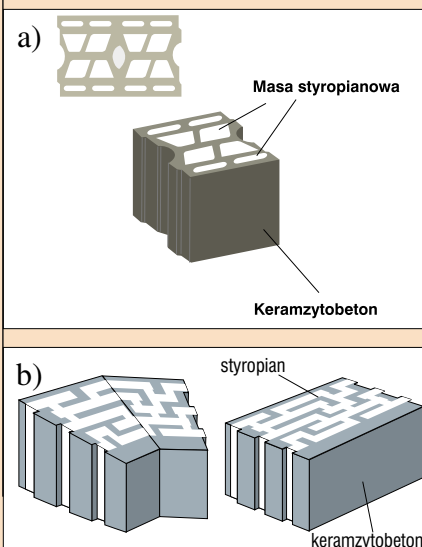 a)
Masa styropianowa
Keramzytobeton
b)
styropian
keramzytobeton